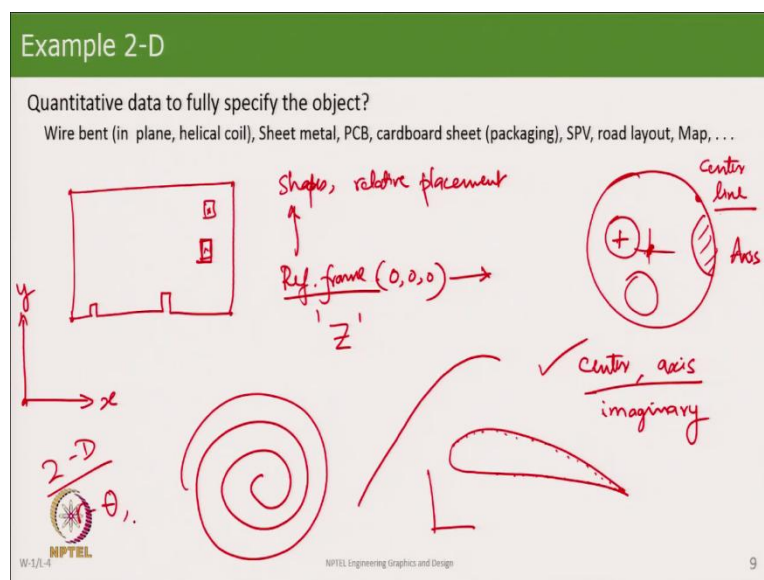 Example 2-D
Quantitative data to fully specify the object?
Wire bent (in plane, helical coil), Sheet metal, PCB, cardboard sheet (packaging), SPV, road layout, Map, . . .
Shapes, relative placement
Ref. frame (0,0,0)
'Z'
center
line
Axis
y
x
center, axis
imaginary
2-D
θ,
NPTEL
W-1/L-4
NPTEL Engineering Graphics and Design
9